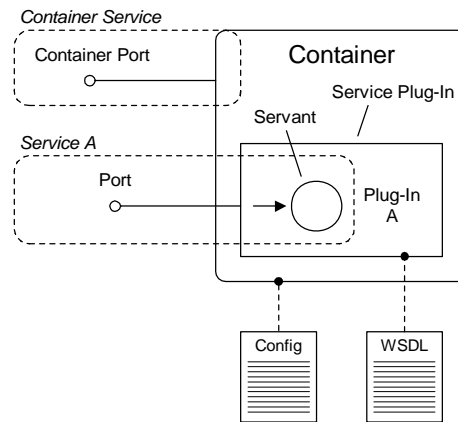 Container Service
Container Port
Container
Service Plug-In
Servant
Service A
Port
Plug-In
A
Config
WSDL